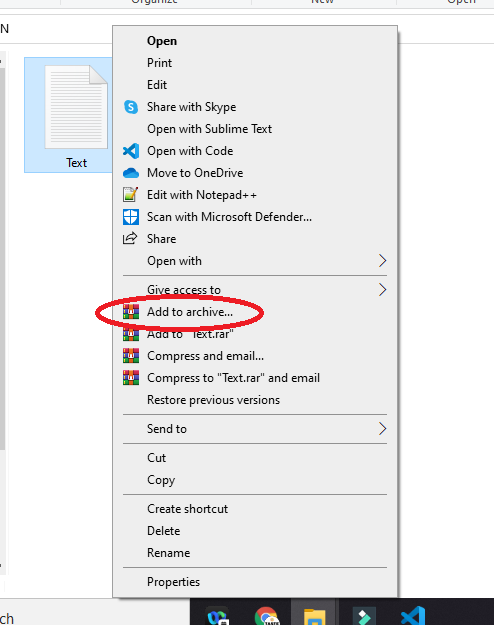 Organize
New
Open
N
Text
Open
Print
Edit
Share with Skype
Open with Sublime Text
Open with Code
Move to OneDrive
Edit with Notepad++
Scan with Microsoft Defender...
Share
Open with
Give access to
Add to archive...
Add to "Text.rar"
Compress and email...
Compress to "Text.rar" and email
Restore previous versions
Send to
Cut
Copy
Create shortcut
Delete
Rename
Properties
ch